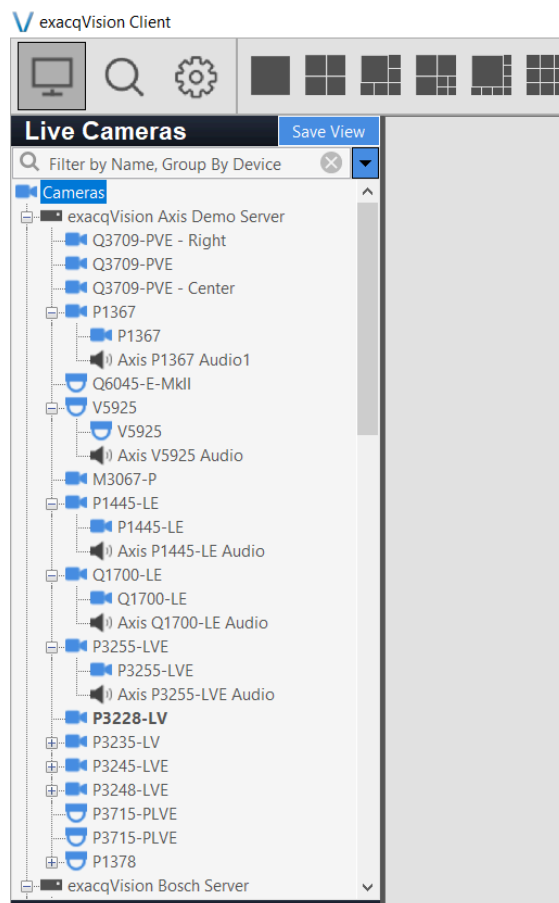 exacqVision Client
Live Cameras
Save View
Filter by Name, Group By Device
Cameras
exacqVision Axis Demo Server
Q3709-PVE - Right
Q3709-PVE
Q3709-PVE - Center
P1367
P1367
Axis P1367 Audio1
Q6045-E-MkII
V5925
V5925
Axis V5925 Audio
M3067-P
P1445-LE
P1445-LE
Axis P1445-LE Audio
Q1700-LE
Q1700-LE
Axis Q1700-LE Audio
P3255-LVE
P3255-LVE
Axis P3255-LVE Audio
P3228-LV
P3235-LV
P3245-LVE
P3248-LVE
P3715-PLVE
P3715-PLVE
P1378
exacqVision Bosch Server